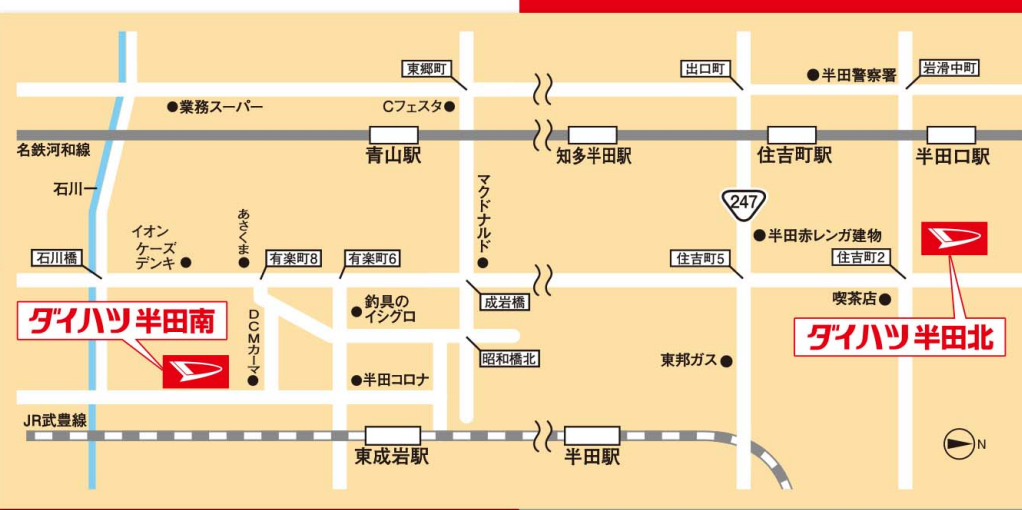 東郷町
出口町
半田警察署
岩滑中町
業務スーパー
Cフェスタ
名鉄河和線
青山駅
知多半田駅
住吉町駅
半田口駅
石川一
マクドナルド
247
あさくま
イオン
ケーズ
デンキ
半田赤レンガ建物
石川橋
有楽町8
有楽町6
住吉町5
住吉町2
成岩橋
釣具の
イシグロ
喫茶店
ダイハツ 半田南
DCMカーマ
ダイハツ 半田北
昭和橋北
東邦ガス
半田コロナ
JR武豊線
東成岩駅
半田駅
N